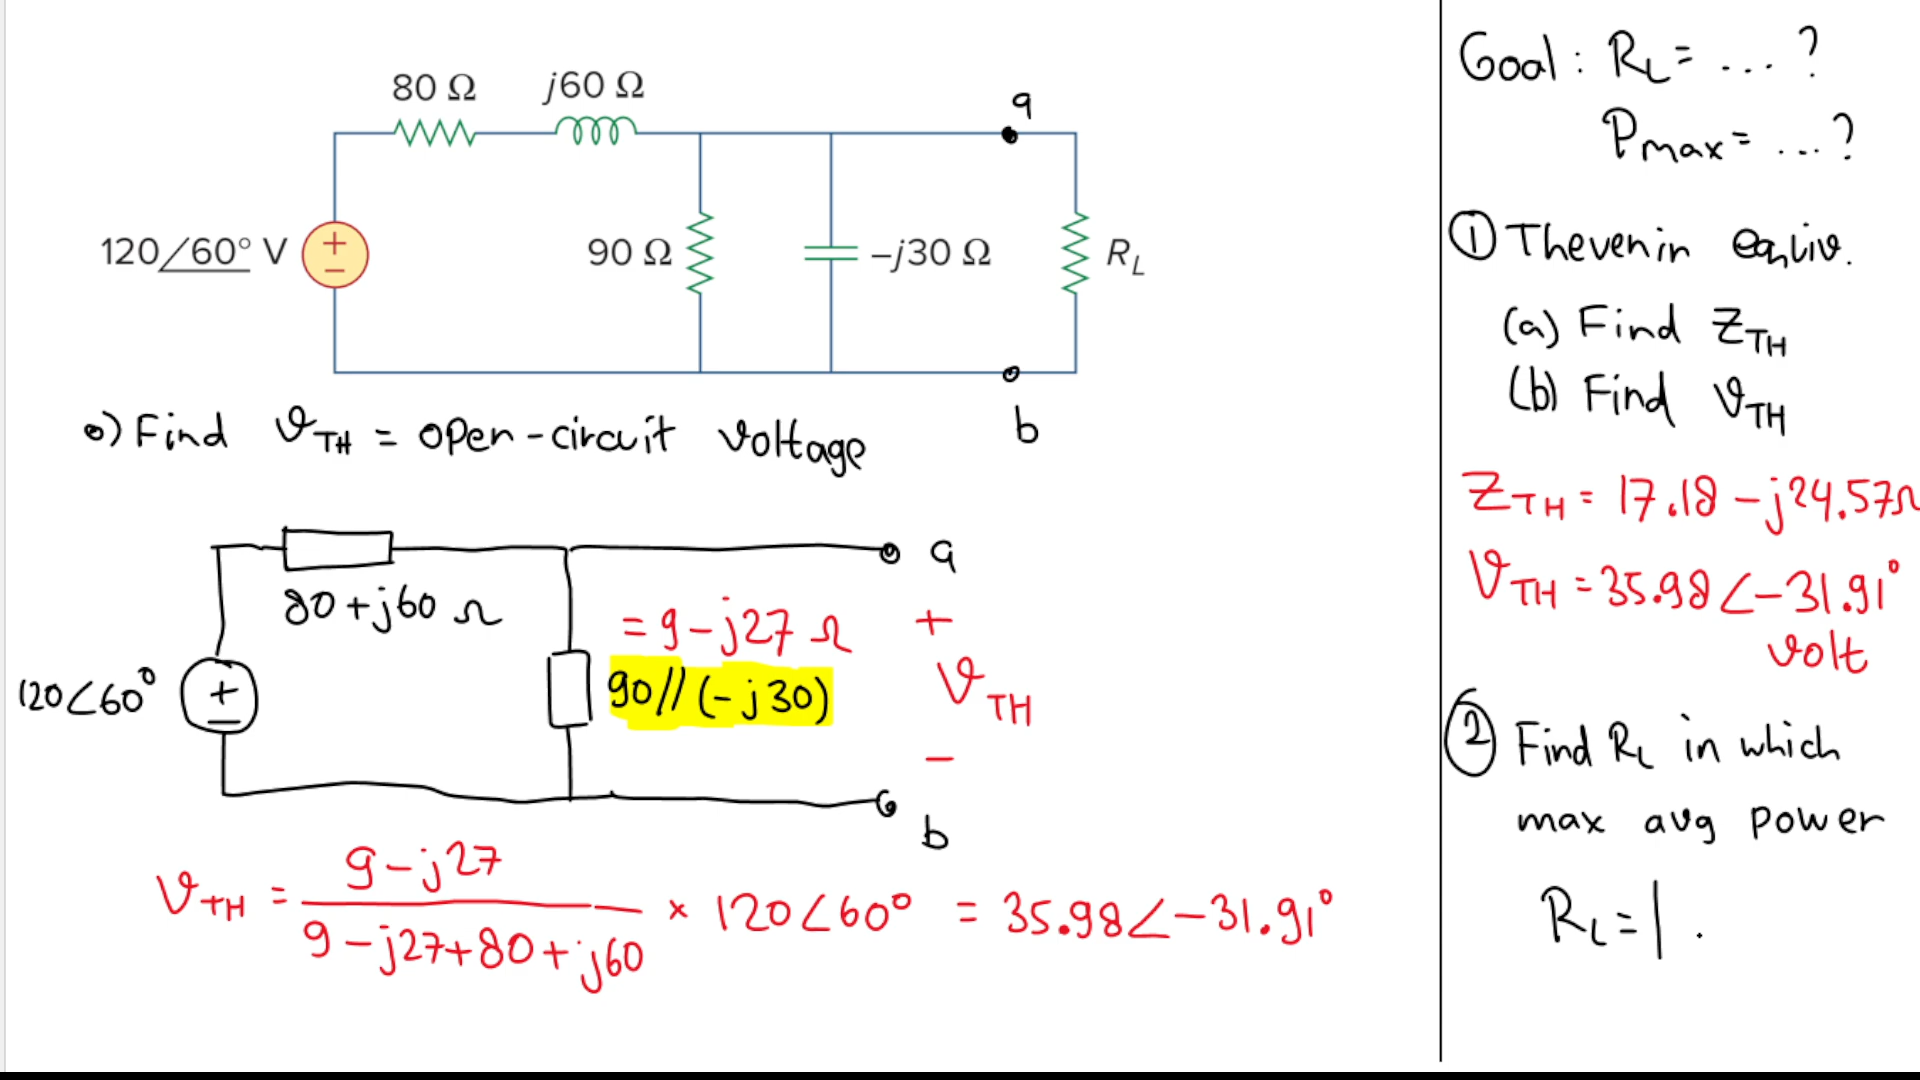 80 Ω
j60 Ω
a
120/60° V
+
−
90 Ω
−j30 Ω
R_L
b
o) Find V_TH = open-circuit voltage
80+j60 Ω
a
= 9-j27 Ω
90//(-j30)
120∠60°
+
−
+
V_TH
−
b
V_TH = (9-j27)/(9-j27+80+j60) × 120∠60° = 35.98∠-31.91°
Goal : R_L = ...?
P_max = ...?
① Thevenin equiv.
(a) Find Z_TH
(b) Find V_TH
Z_TH = 17.18 - j24.57Ω
V_TH = 35.98∠-31.91°
volt
② Find R_L in which
max avg power
R_L = | .